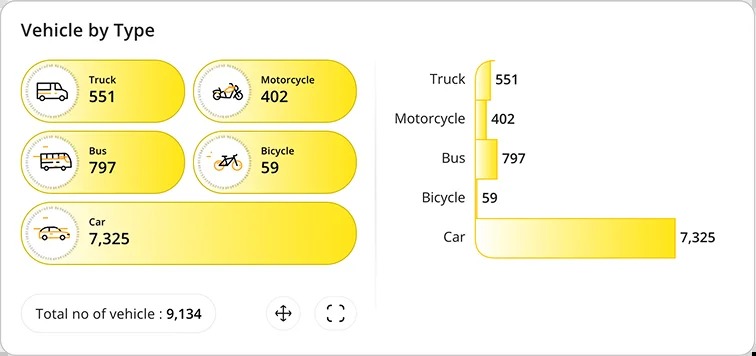 Vehicle by Type
Truck
551
Motorcycle
402
Bus
797
Bicycle
59
Car
7,325
Total no of vehicle : 9,134
Truck 551
Motorcycle 402
Bus 797
Bicycle 59
Car 7,325